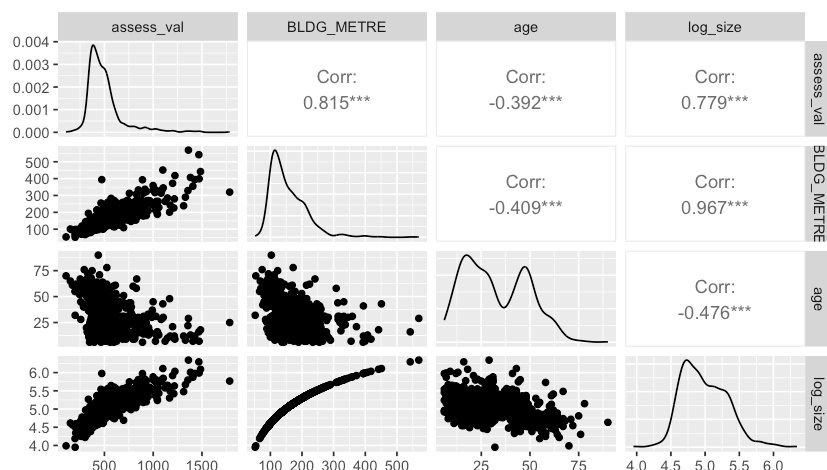 assess_val BLDG_METRE age log_size
0.004
0.003
0.002
0.001
0.000
Corr:
0.815***
Corr:
-0.392***
Corr:
0.779***
assess_val
500
400
300
200
100
Corr:
-0.409***
Corr:
0.967***
BLDG_METRE
75
50
25
Corr:
-0.476***
age
6.0
5.5
5.0
4.5
4.0
log_size
500 1000 1500 100 200 300 400 500 25 50 75 4.0 4.5 5.0 5.5 6.0